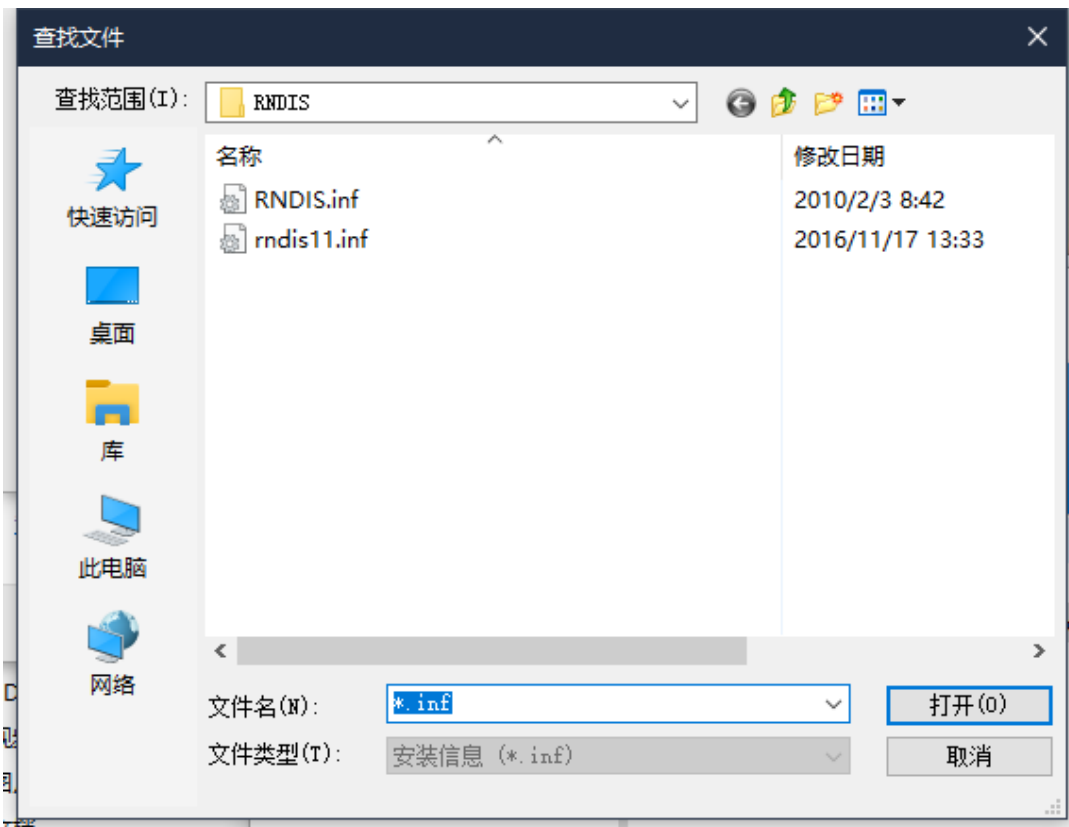 查找文件
查找范围(I):
RNDIS
名称
修改日期
快速访问
RNDIS.inf
2010/2/3 8:42
rndis11.inf
2016/11/17 13:33
桌面
库
此电脑
网络
文件名(N):
*.inf
打开(O)
文件类型(T):
安装信息 (*.inf)
取消